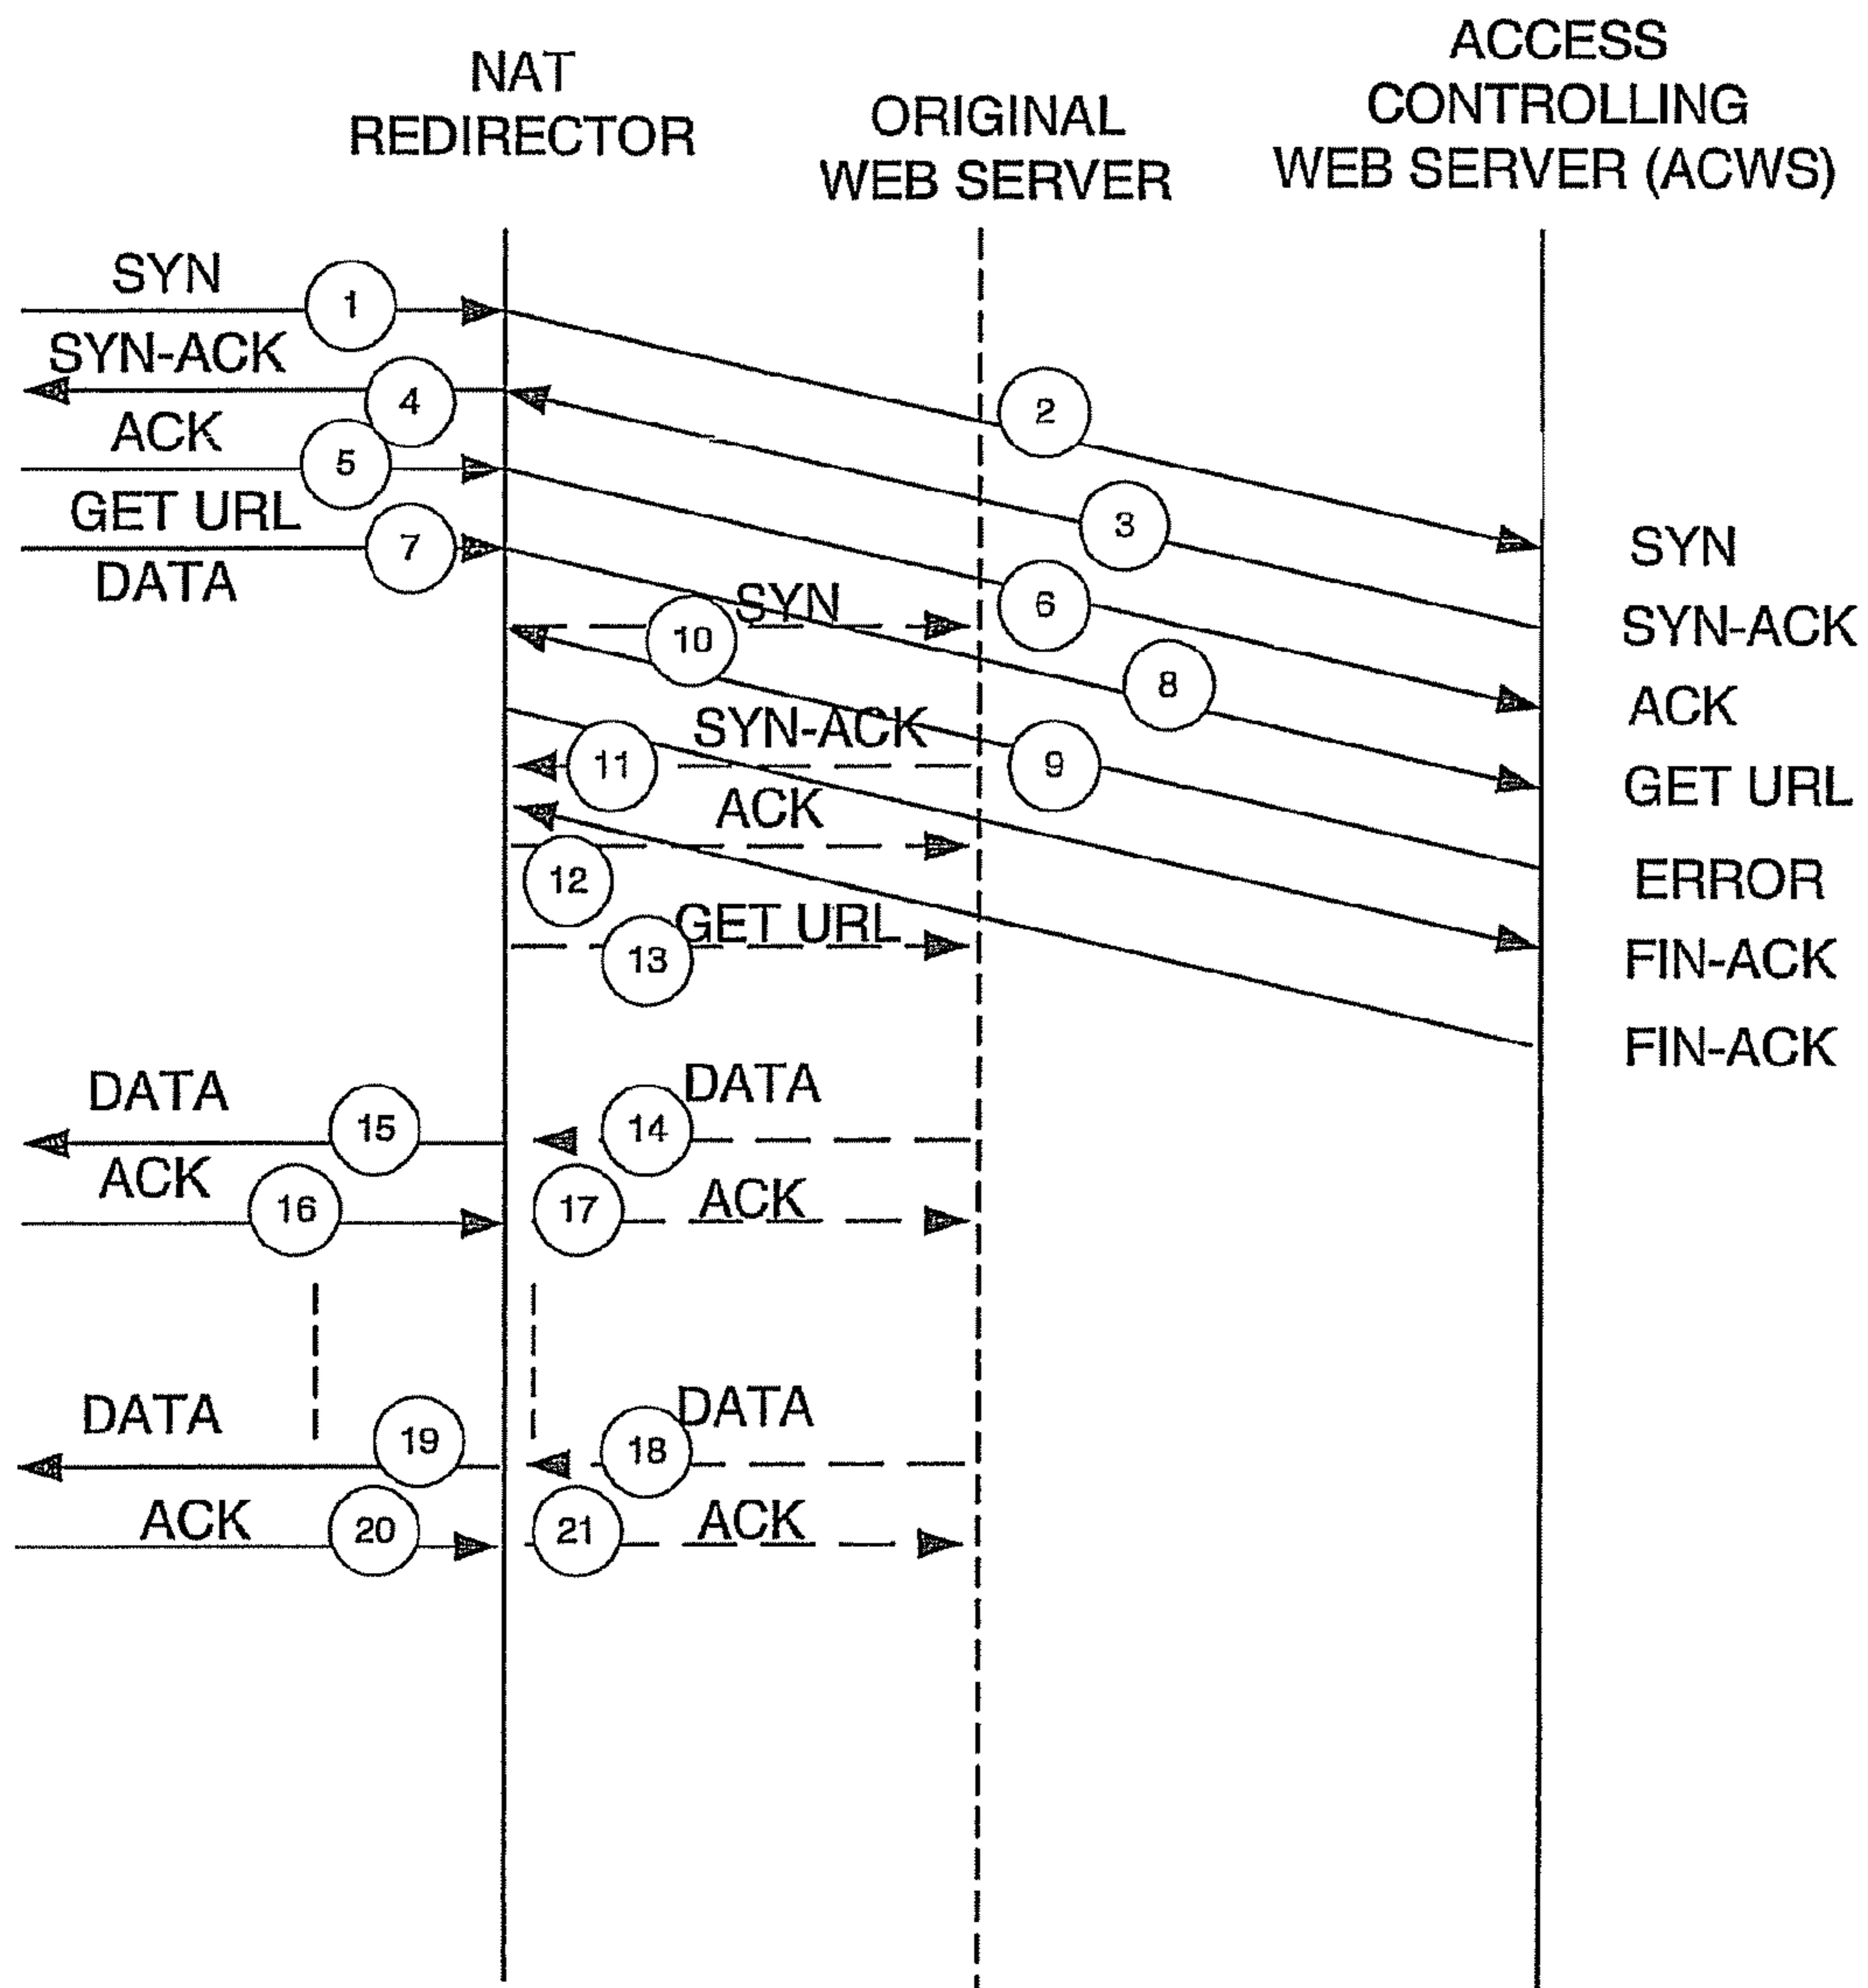 NAT
REDIRECTOR
ORIGINAL
WEB SERVER
ACCESS
CONTROLLING
WEB SERVER (ACWS)
SYN
1
SYN-ACK
4
2
ACK
5
3
GET URL
7
DATA
SYN
SYN
10
6
SYN-ACK
8
ACK
SYN-ACK
11
9
GET URL
ACK
12
ERROR
GET URL
13
FIN-ACK
FIN-ACK
DATA
15
14
DATA
ACK
16
17
ACK
DATA
19
18
DATA
ACK
20
21
ACK